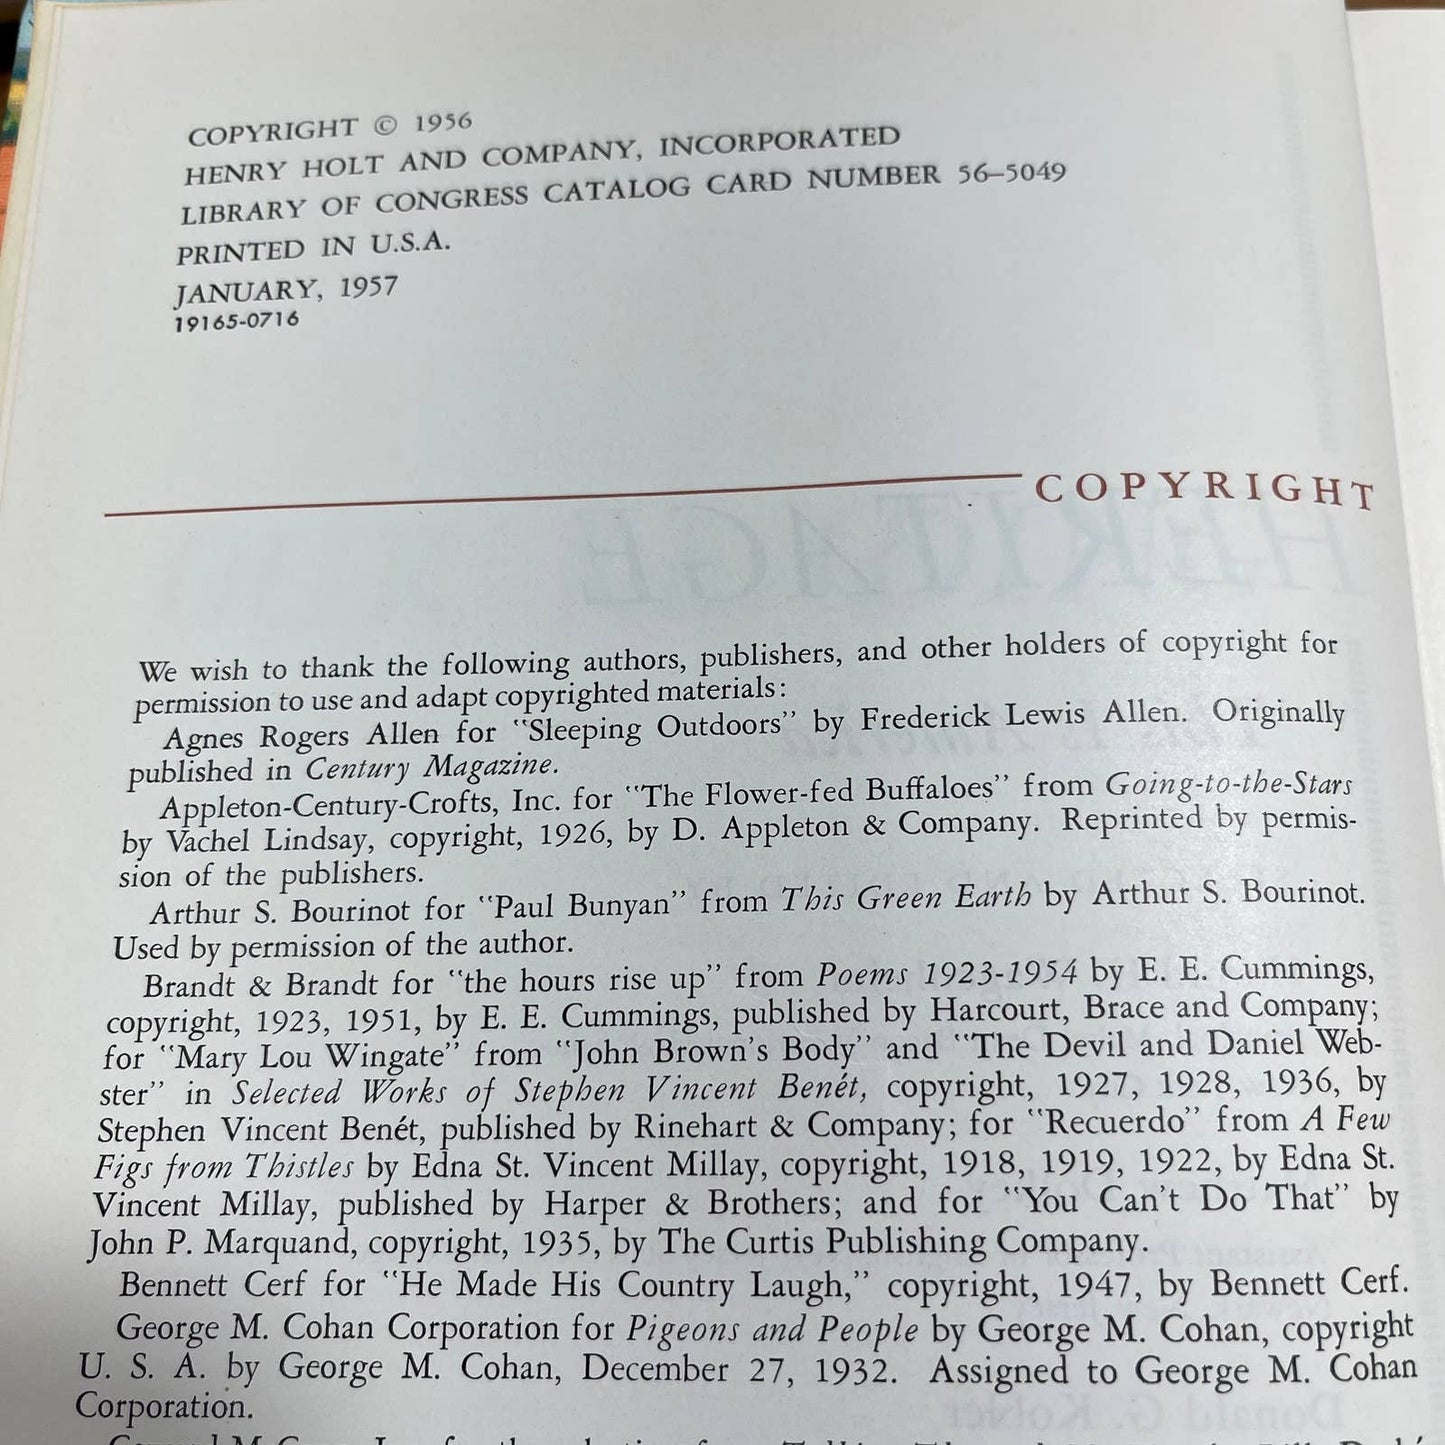 COPYRIGHT © 1956
HENRY HOLT AND COMPANY, INCORPORATED
LIBRARY OF CONGRESS CATALOG CARD NUMBER 56–5049
PRINTED IN U.S.A.
JANUARY, 1957
19165-0716
COPYRIGHT
We wish to thank the following authors, publishers, and other holders of copyright for
permission to use and adapt copyrighted materials:
Agnes Rogers Allen for "Sleeping Outdoors" by Frederick Lewis Allen. Originally
published in Century Magazine.
Appleton-Century-Crofts, Inc. for "The Flower-fed Buffaloes" from Going-to-the-Stars
by Vachel Lindsay, copyright, 1926, by D. Appleton & Company. Reprinted by permis-
sion of the publishers.
Arthur S. Bourinot for "Paul Bunyan" from This Green Earth by Arthur S. Bourinot.
Used by permission of the author.
Brandt & Brandt for "the hours rise up" from Poems 1923-1954 by E. E. Cummings,
copyright, 1923, 1951, by E. E. Cummings, published by Harcourt, Brace and Company;
for "Mary Lou Wingate" from "John Brown's Body" and "The Devil and Daniel Web-
ster" in Selected Works of Stephen Vincent Benét, copyright, 1927, 1928, 1936, by
Stephen Vincent Benét, published by Rinehart & Company; for "Recuerdo" from A Few
Figs from Thistles by Edna St. Vincent Millay, copyright, 1918, 1919, 1922, by Edna St.
Vincent Millay, published by Harper & Brothers; and for "You Can't Do That" by
John P. Marquand, copyright, 1935, by The Curtis Publishing Company.
Bennett Cerf for "He Made His Country Laugh," copyright, 1947, by Bennett Cerf.
George M. Cohan Corporation for Pigeons and People by George M. Cohan, copyright
U. S. A. by George M. Cohan, December 27, 1932. Assigned to George M. Cohan
Corporation.